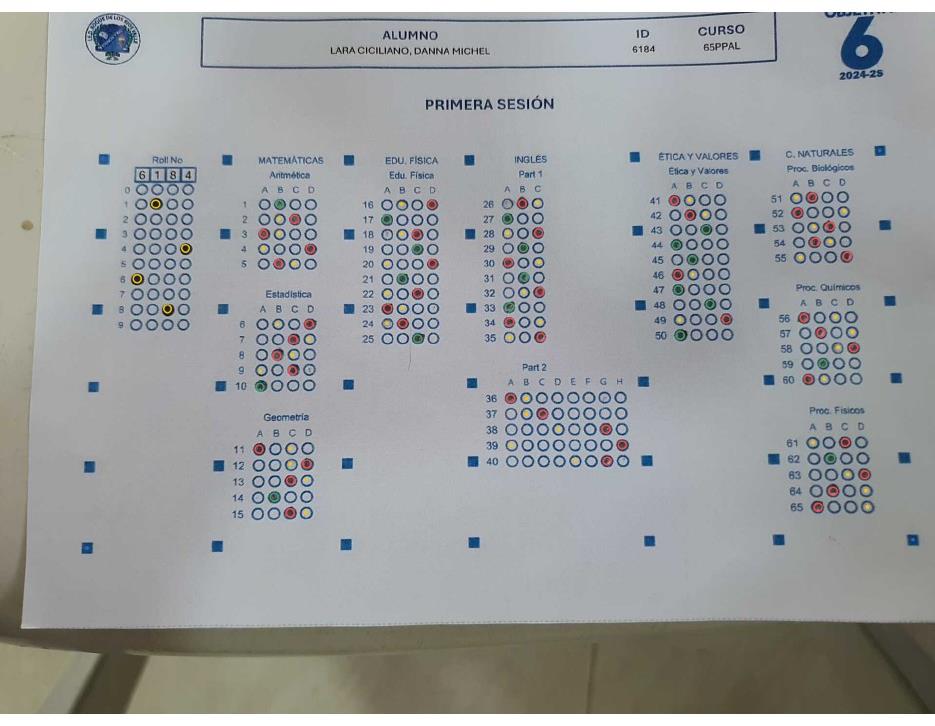 ALUMNO
LARA CICILIANO, DANNA MICHEL
ID
6184
CURSO
65PPAL
6
2024-25
PRIMERA SESIÓN
Roll No
6 1 8 4
0
1
2
3
4
5
6
7
8
9
MATEMÁTICAS
Aritmética
A B C D
1
2
3
4
5
Estadística
A B C D
6
7
8
9
10
Geometría
A B C D
11
12
13
14
15
EDU. FÍSICA
Edu. Física
A B C D
16
17
18
19
20
21
22
23
24
25
INGLÉS
Part 1
A B C
26
27
28
29
30
31
32
33
34
35
Part 2
A B C D E F G H
36
37
38
39
40
ÉTICA Y VALORES
Ética y Valores
A B C D
41
42
43
44
45
46
47
48
49
50
C. NATURALES
Proc. Biológicos
A B C D
51
52
53
54
55
Proc. Químicos
A B C D
56
57
58
59
60
Proc. Físicos
A B C D
61
62
63
64
65